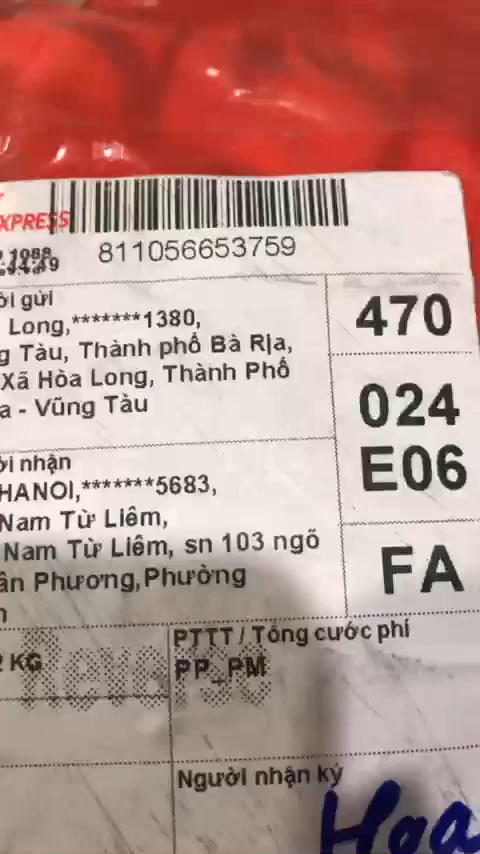 XPRESS
811056653759
ời gửi
Long,*******1380,
g Tàu, Thành phố Bà Rịa,
Xã Hòa Long, Thành Phố
a - Vũng Tàu
470
024
E06
FA
ời nhận
HANOI,*******5683,
Nam Từ Liêm,
Nam Từ Liêm, sn 103 ngõ
ân Phương,Phường
KG
PTTT / Tổng cước phí
PP_PM
Người nhận ký
Hoa